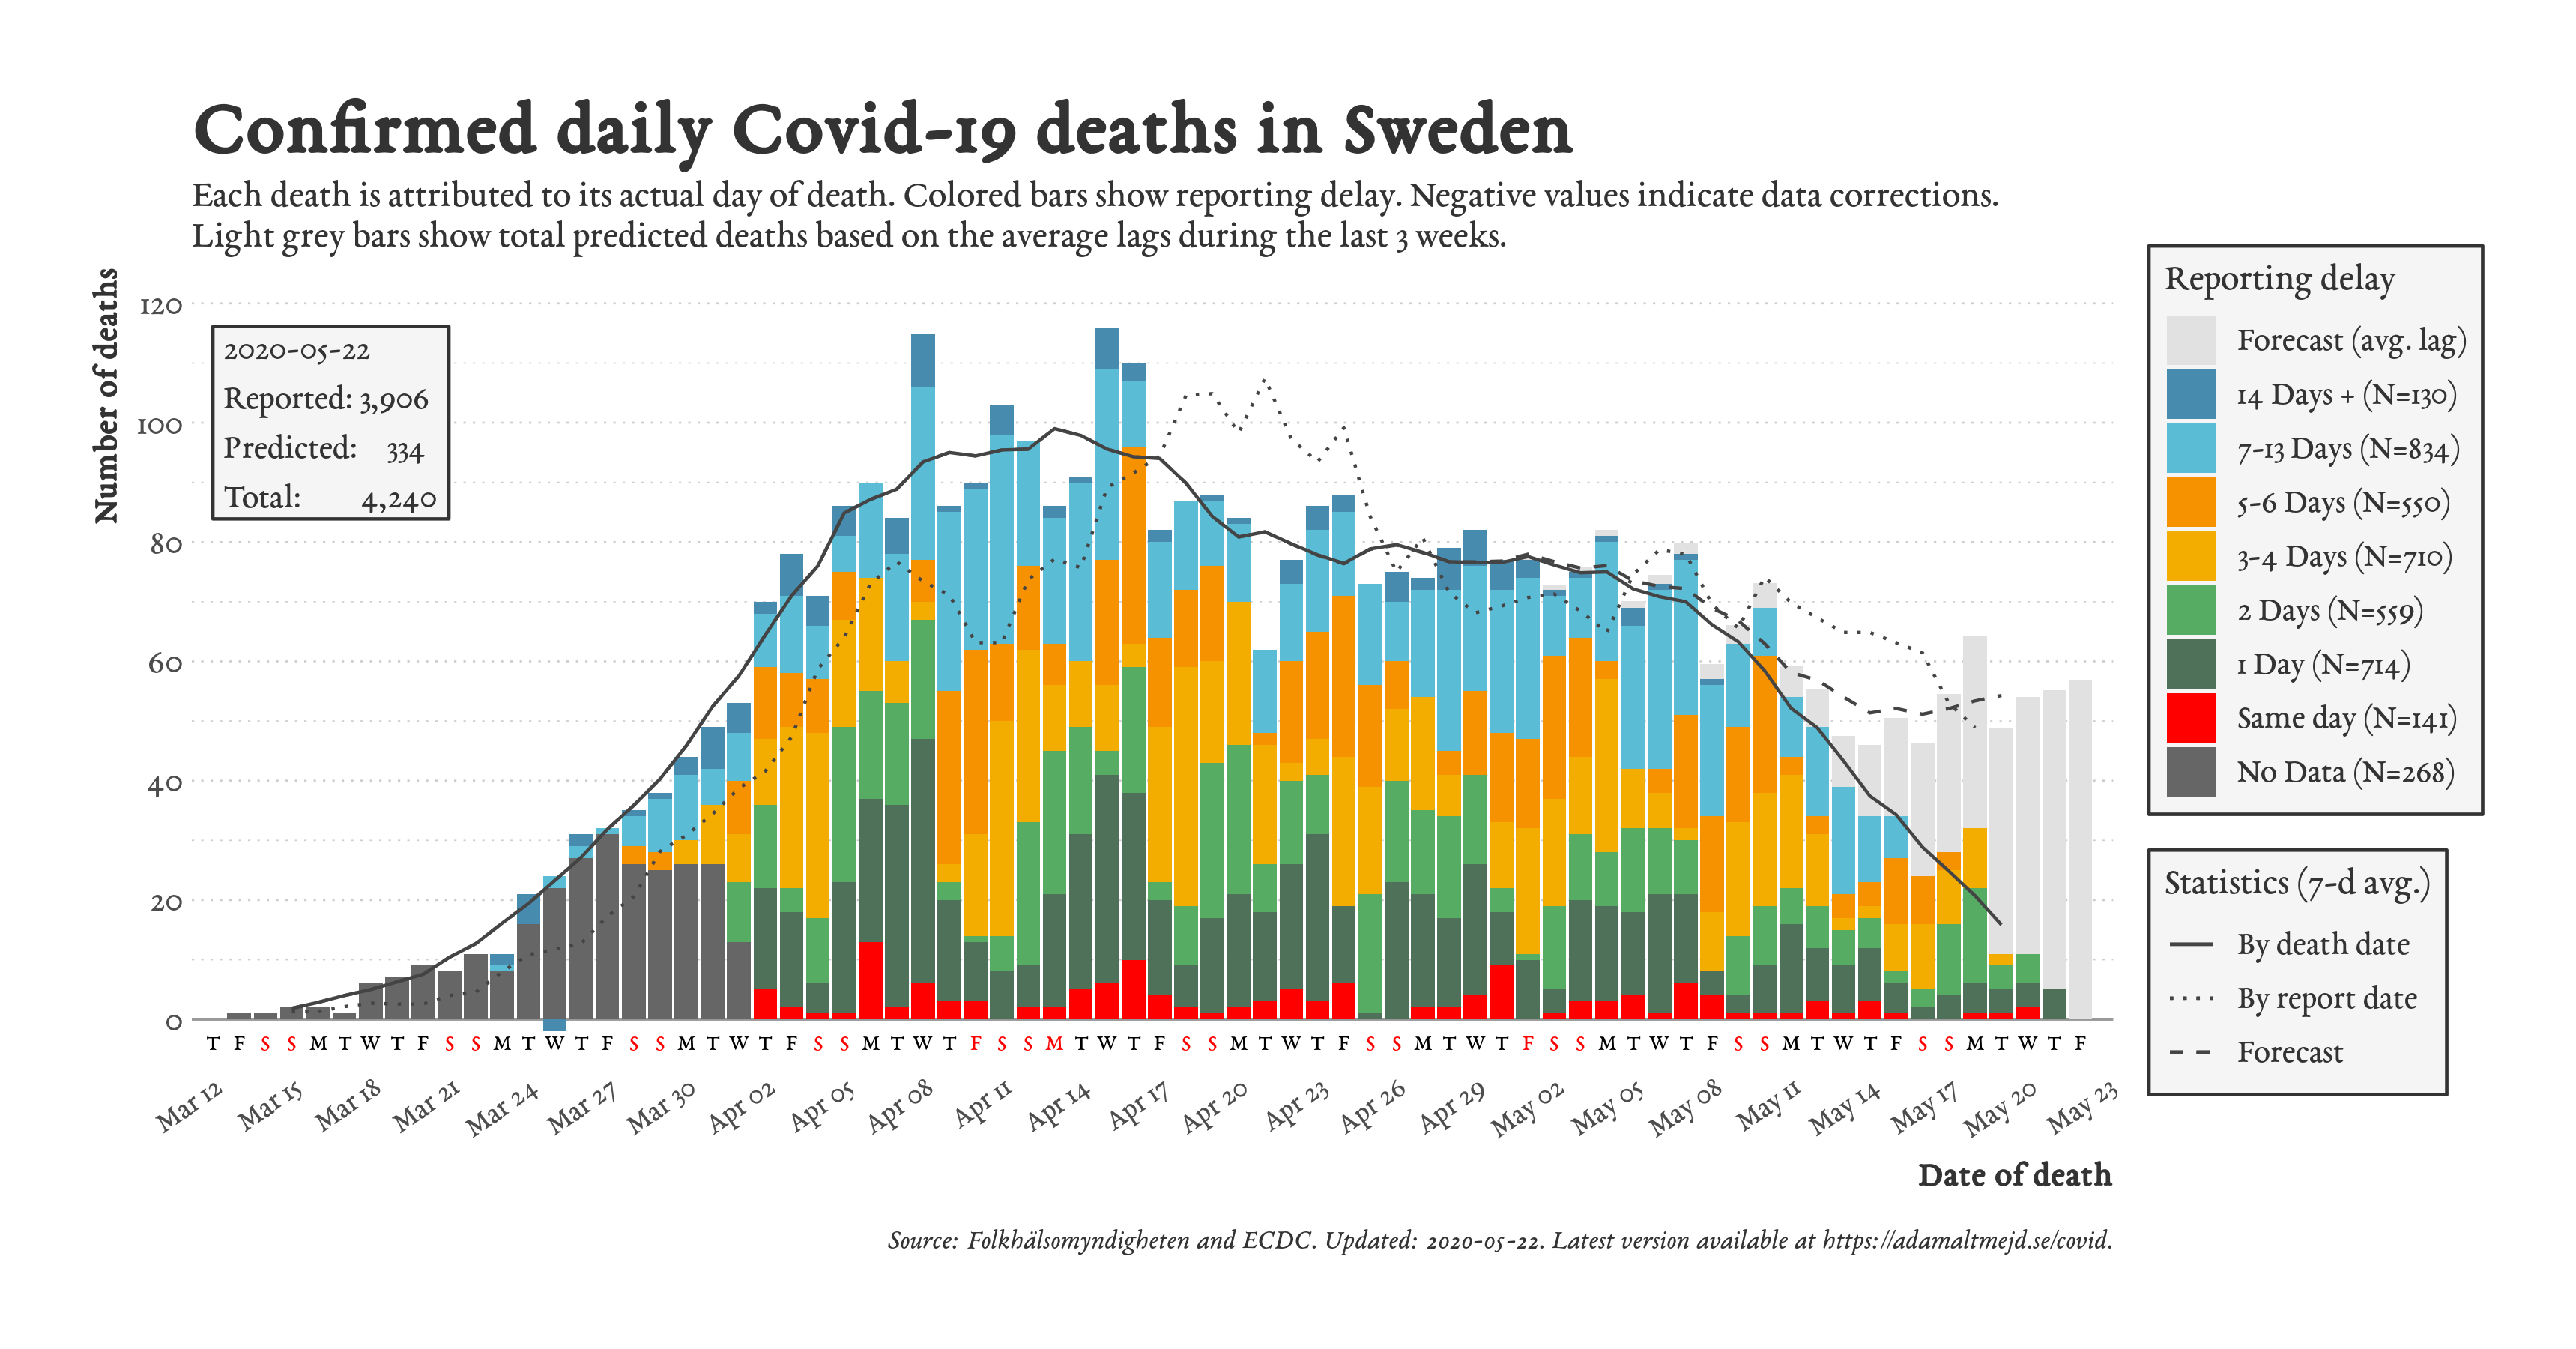 Confirmed daily Covid-19 deaths in Sweden
Each death is attributed to its actual day of death. Colored bars show reporting delay. Negative values indicate data corrections.
Light grey bars show total predicted deaths based on the average lags during the last 3 weeks.
Number of deaths
120
100
80
60
40
20
0
2020-05-22
Reported: 3,906
Predicted: 334
Total: 4,240
T F S S M T W T F S S M T W T F S S M T W T F S S M T W T F S S M T W T F S S M T W T F S S M T W T F S S M T W T F S S M T W T F S S M T W T F
Mar 12 Mar 15 Mar 18 Mar 21 Mar 24 Mar 27 Mar 30 Apr 02 Apr 05 Apr 08 Apr 11 Apr 14 Apr 17 Apr 20 Apr 23 Apr 26 Apr 29 May 02 May 05 May 08 May 11 May 14 May 17 May 20 May 23
Date of death
Reporting delay
Forecast (avg. lag)
14 Days + (N=130)
7-13 Days (N=834)
5-6 Days (N=550)
3-4 Days (N=710)
2 Days (N=559)
1 Day (N=714)
Same day (N=141)
No Data (N=268)
Statistics (7-d avg.)
By death date
By report date
Forecast
Source: Folkhälsomyndigheten and ECDC. Updated: 2020-05-22. Latest version available at https://adamaltmejd.se/covid.